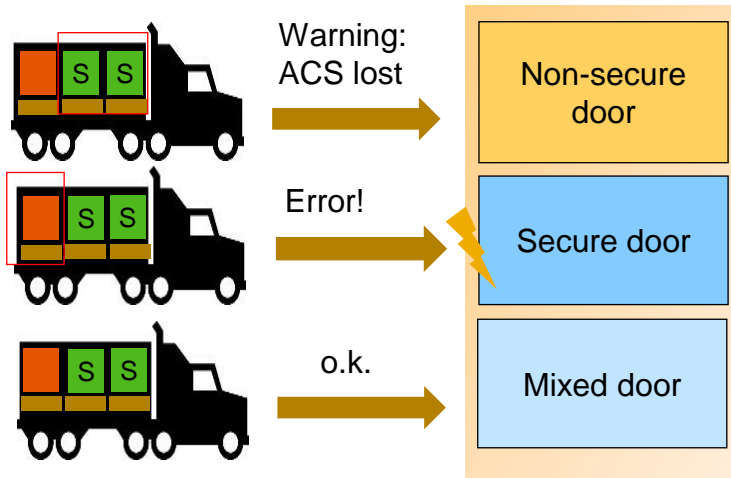 Warning:
ACS lost
Non-secure
door
S S
Error!
Secure door
S S
o.k.
Mixed door
S S